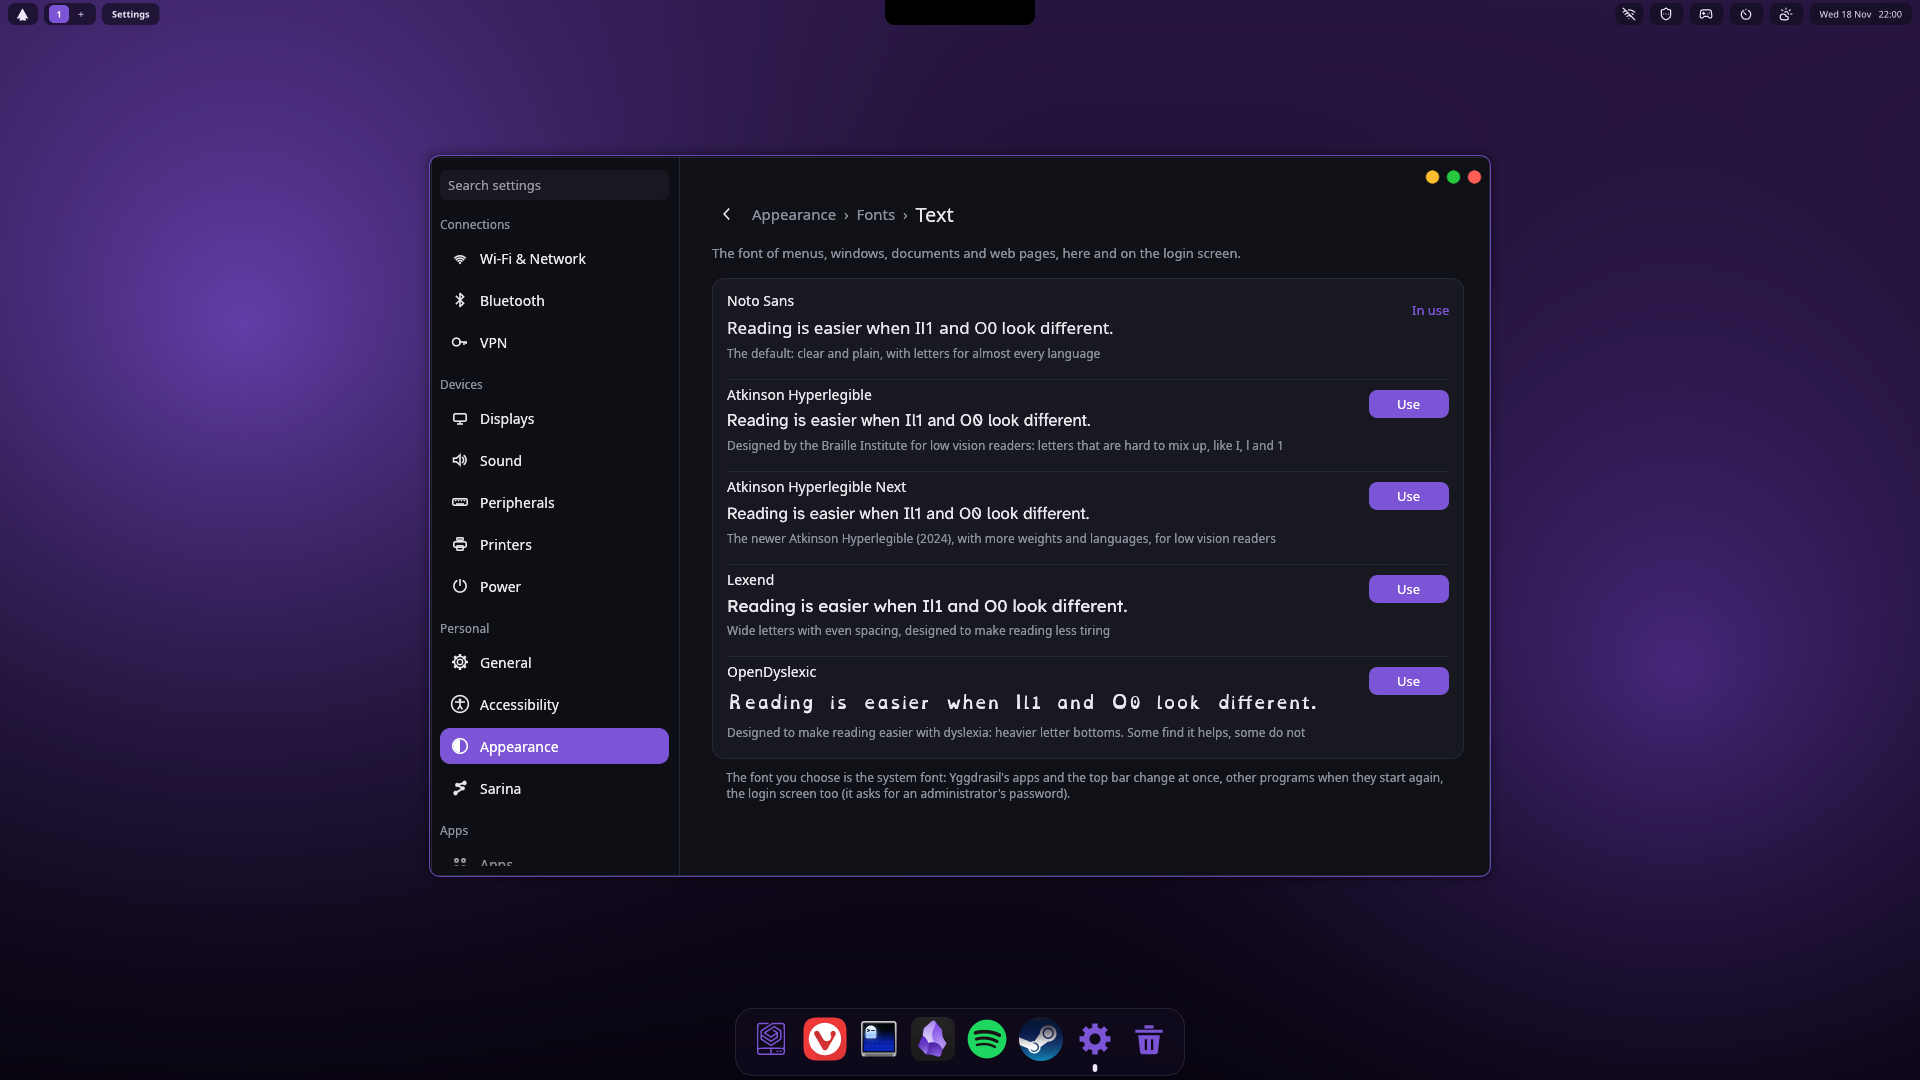 1 + Settings
Wed 18 Nov 22:00
Search settings
Connections
Wi-Fi & Network
Bluetooth
VPN
Devices
Displays
Sound
Peripherals
Printers
Power
Personal
General
Accessibility
Appearance
Sarina
Apps
Apps
Appearance › Fonts › Text
The font of menus, windows, documents and web pages, here and on the login screen.
Noto Sans
In use
Reading is easier when Il1 and O0 look different.
The default: clear and plain, with letters for almost every language
Atkinson Hyperlegible
Use
Reading is easier when Il1 and O0 look different.
Designed by the Braille Institute for low vision readers: letters that are hard to mix up, like I, l and 1
Atkinson Hyperlegible Next
Use
Reading is easier when Il1 and O0 look different.
The newer Atkinson Hyperlegible (2024), with more weights and languages, for low vision readers
Lexend
Use
Reading is easier when Il1 and O0 look different.
Wide letters with even spacing, designed to make reading less tiring
OpenDyslexic
Use
Reading is easier when Il1 and O0 look different.
Designed to make reading easier with dyslexia: heavier letter bottoms. Some find it helps, some do not
The font you choose is the system font: Yggdrasil's apps and the top bar change at once, other programs when they start again,
the login screen too (it asks for an administrator's password).